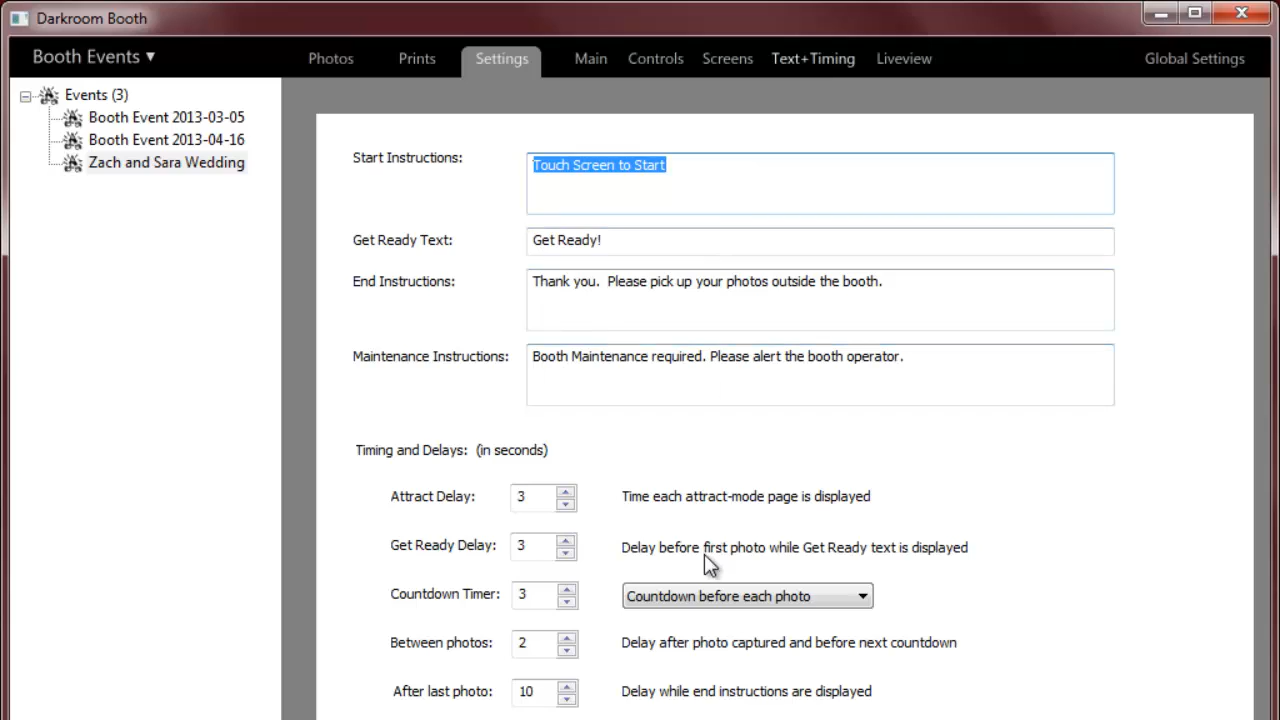 Darkroom Booth
Booth Events ▾ Photos Prints Settings Main Controls Screens Text+Timing Liveview Global Settings
Events (3)
Booth Event 2013-03-05
Booth Event 2013-04-16
Zach and Sara Wedding
Start Instructions: Touch Screen to Start
Get Ready Text: Get Ready!
End Instructions: Thank you.  Please pick up your photos outside the booth.
Maintenance Instructions: Booth Maintenance required. Please alert the booth operator.
Timing and Delays:  (in seconds)
Attract Delay: 3 Time each attract-mode page is displayed
Get Ready Delay: 3 Delay before first photo while Get Ready text is displayed
Countdown Timer: 3 Countdown before each photo
Between photos: 2 Delay after photo captured and before next countdown
After last photo: 10 Delay while end instructions are displayed